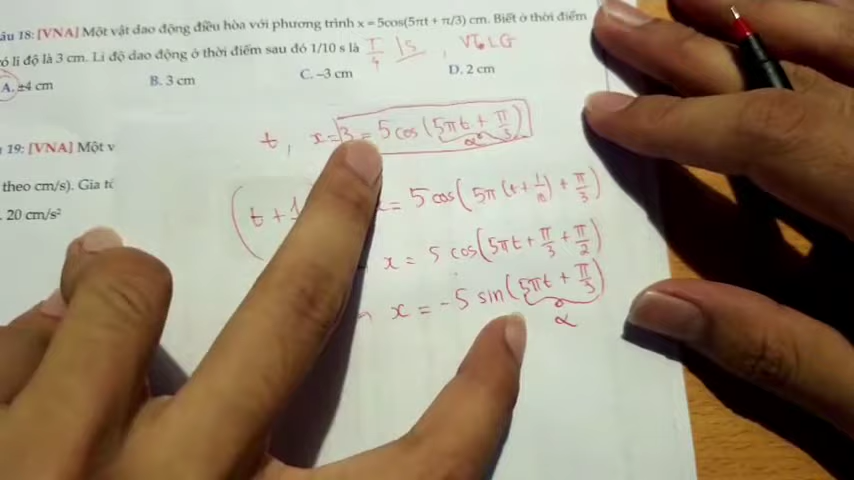 âu 18: [VNA] Một vật dao động điều hòa với phương trình x = 5cos(5πt + π/3) cm. Biết ở thời điểm
ó li độ là 3 cm. Li độ dao động ở thời điểm sau đó 1/10 s là T/4
A. ±4 cm B. 3 cm C. –3 cm D. 2 cm
t, x = 3 = 5 cos(5πt + π/3)
α
19: [VNA] Một v
theo cm/s). Gia tố
20 cm/s²
(t + 1 = 5 cos(5π(t + 1/10) + π/3)
x = 5 cos(5πt + π/3 + π/2)
x = -5 sin(5πt + π/3)
α